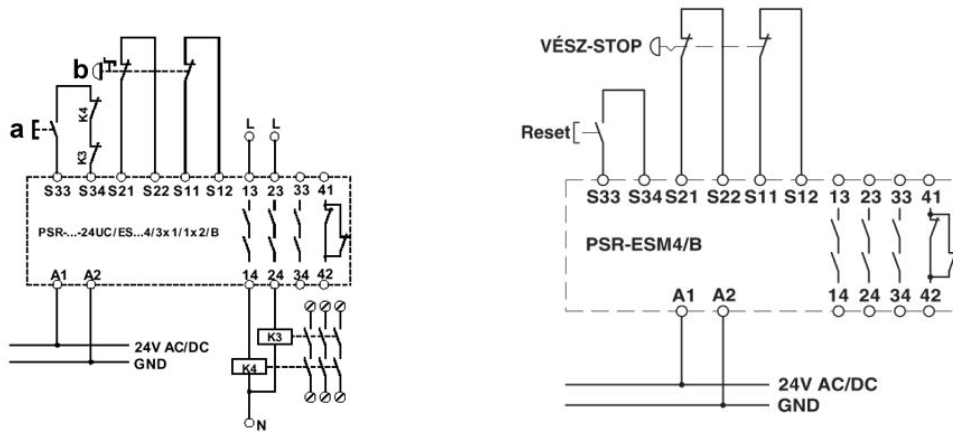 b
a
K4
K3
L L
S33 S34 S21 S22 S11 S12 13 23 33 41
PSR-...-24UC/ES...4/3x1/1x2/B
A1 A2 14 24 34 42
K3
24V AC/DC
GND
K4
N
VÉSZ-STOP
Reset
S33 S34 S21 S22 S11 S12 13 23 33 41
PSR-ESM4/B
A1 A2 14 24 34 42
24V AC/DC
GND